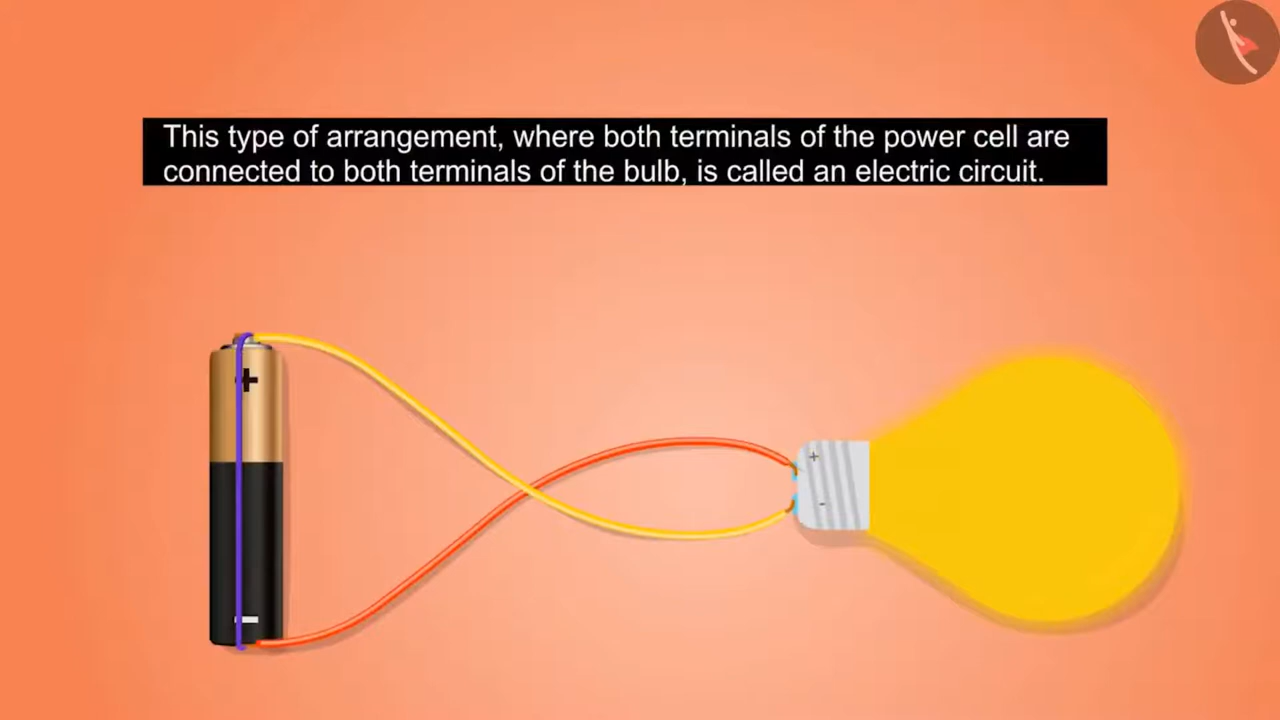 This type of arrangement, where both terminals of the power cell are
connected to both terminals of the bulb, is called an electric circuit.
+
+
-
−